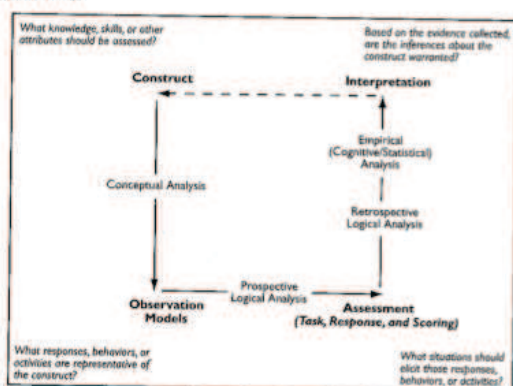 What knowledge, skills, or other
attributes should be assessed?
Based on the evidence collected,
are the inferences about the
construct warranted?
Construct
Interpretation
Empirical
(Cognitive/Statistical)
Analysis
Conceptual Analysis
Retrospective
Logical Analysis
Prospective
Logical Analysis
Observation
Models
Assessment
(Task, Response, and Scoring)
What responses, behaviors, or
activities are representative of
the construct?
What situations should
elicit those responses,
behaviors, or activities?